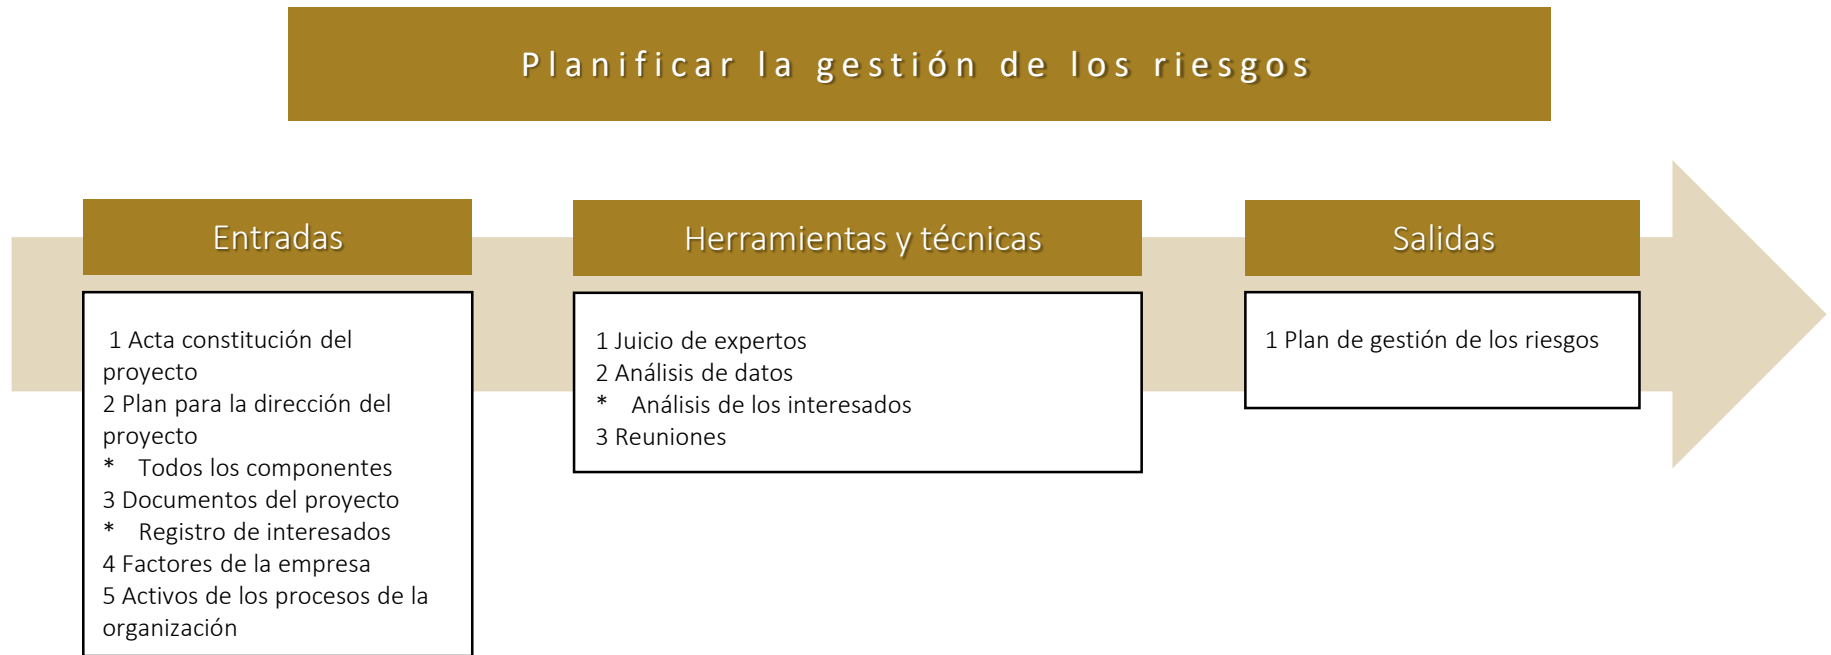 Planificar la gestión de los riesgos
Entradas
1 Acta constitución del
proyecto
2 Plan para la dirección del
proyecto
* Todos los componentes
3 Documentos del proyecto
* Registro de interesados
4 Factores de la empresa
5 Activos de los procesos de la
organización
Herramientas y técnicas
1 Juicio de expertos
2 Análisis de datos
* Análisis de los interesados
3 Reuniones
Salidas
1 Plan de gestión de los riesgos